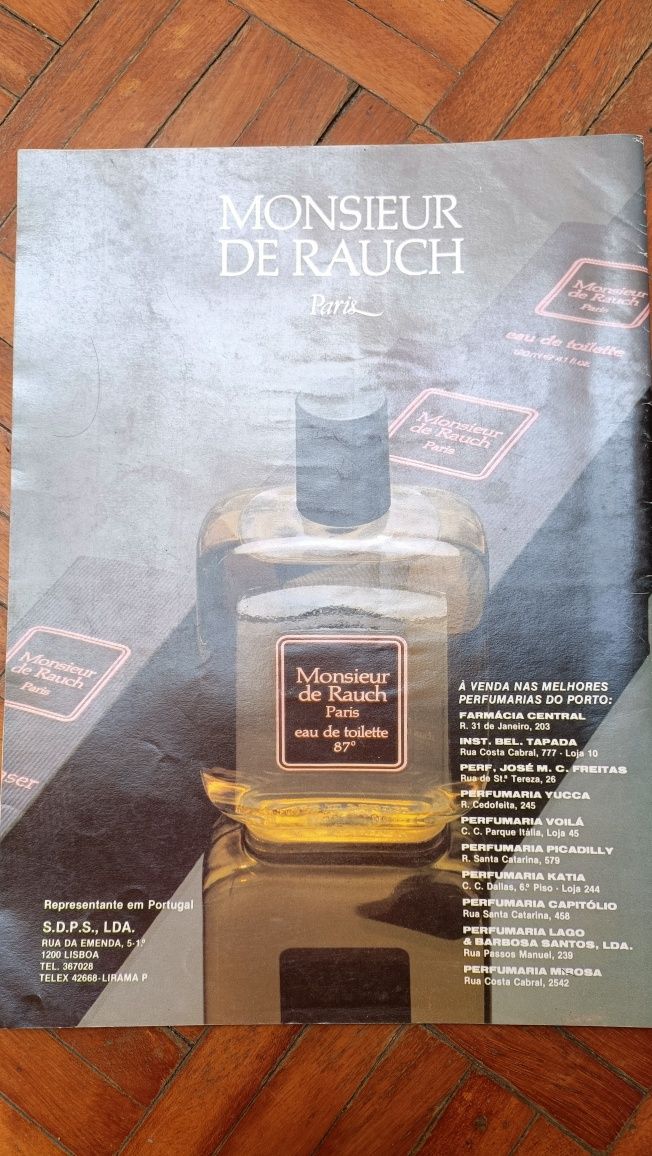 MONSIEUR
DE RAUCH
Paris
Monsieur
de Rauch
Paris
eau de toilette
Monsieur
de Rauch
Paris
Monsieur
de Rauch
Paris
Monsieur
de Rauch
Paris
eau de toilette
87º
À VENDA NAS MELHORES
PERFUMARIAS DO PORTO:
FARMÁCIA CENTRAL
R. 31 de Janeiro, 203
INST. BEL. TAPADA
Rua Costa Cabral, 777 - Loja 10
PERF, JOSÉ M. C. FREITAS
Rua de St.ª Tereza, 26
PERFUMARIA YUCCA
R. Cedofeita, 245
PERFUMARIA VOILÁ
C. C. Parque Itália, Loja 45
PERFUMARIA PICADILLY
R. Santa Catarina, 579
PERFUMARIA KATIA
C. C. Dallas, 6.º Piso - Loja 244
PERFUMARIA CAPITÓLIO
Rua Santa Catarina, 458
PERFUMARIA LAGO
& BARBOSA SANTOS, LDA.
Rua Passos Manuel, 239
PERFUMARIA MIROSA
Rua Costa Cabral, 2542
Representante em Portugal
S.D.P.S., LDA.
RUA DA EMENDA, 5-1.º
1200 LISBOA
TEL. 367028
TELEX 42668-LIRAMA P